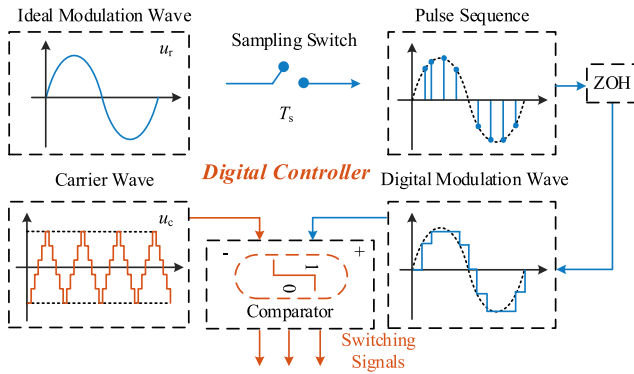 Ideal Modulation Wave
u_r
Sampling Switch
T_s
Pulse Sequence
ZOH
Digital Controller
Carrier Wave
u_c
Digital Modulation Wave
-
+
1
0
Comparator
Switching
Signals